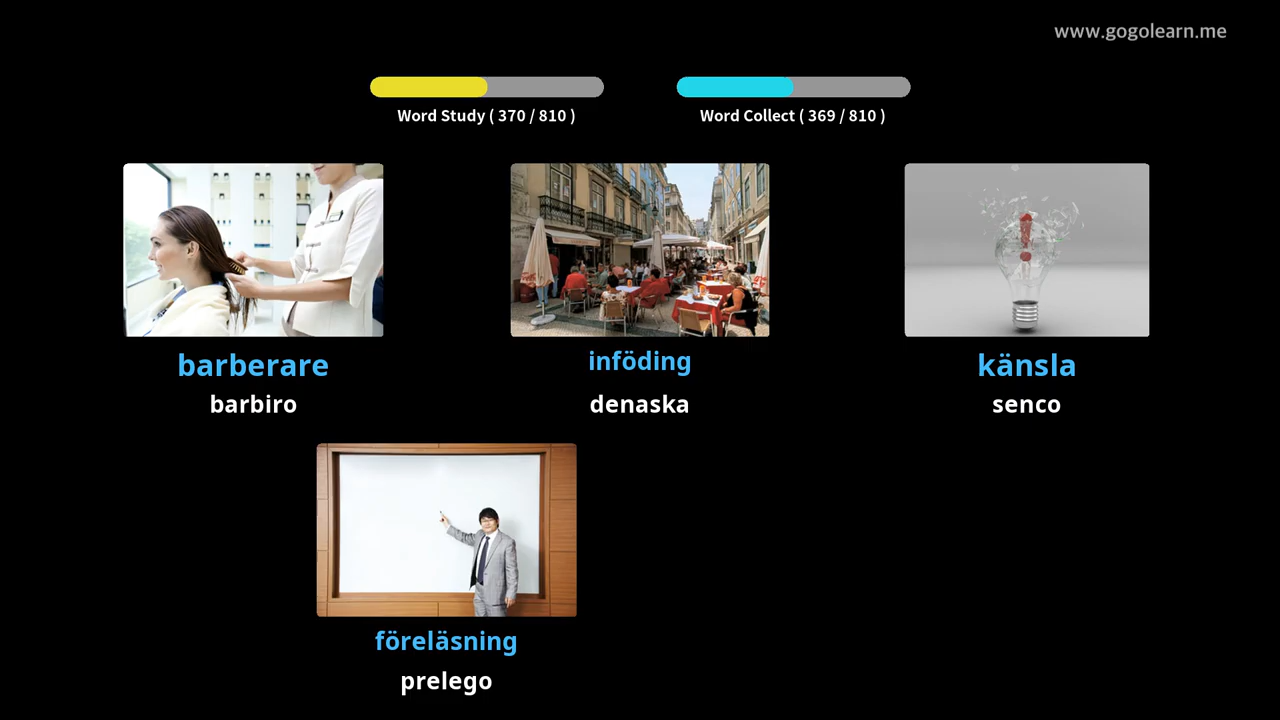 www.gogolearn.me
Word Study ( 370 / 810 )
Word Collect ( 369 / 810 )
barberare
inföding
känsla
barbiro
denaska
senco
föreläsning
prelego